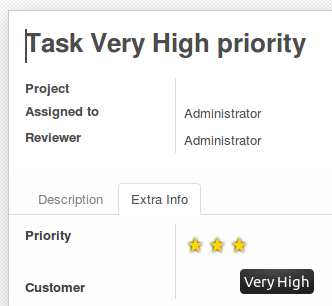 Task Very High priority
Project
Assigned to Administrator
Reviewer Administrator
Description Extra Info
Priority
Very High
Customer